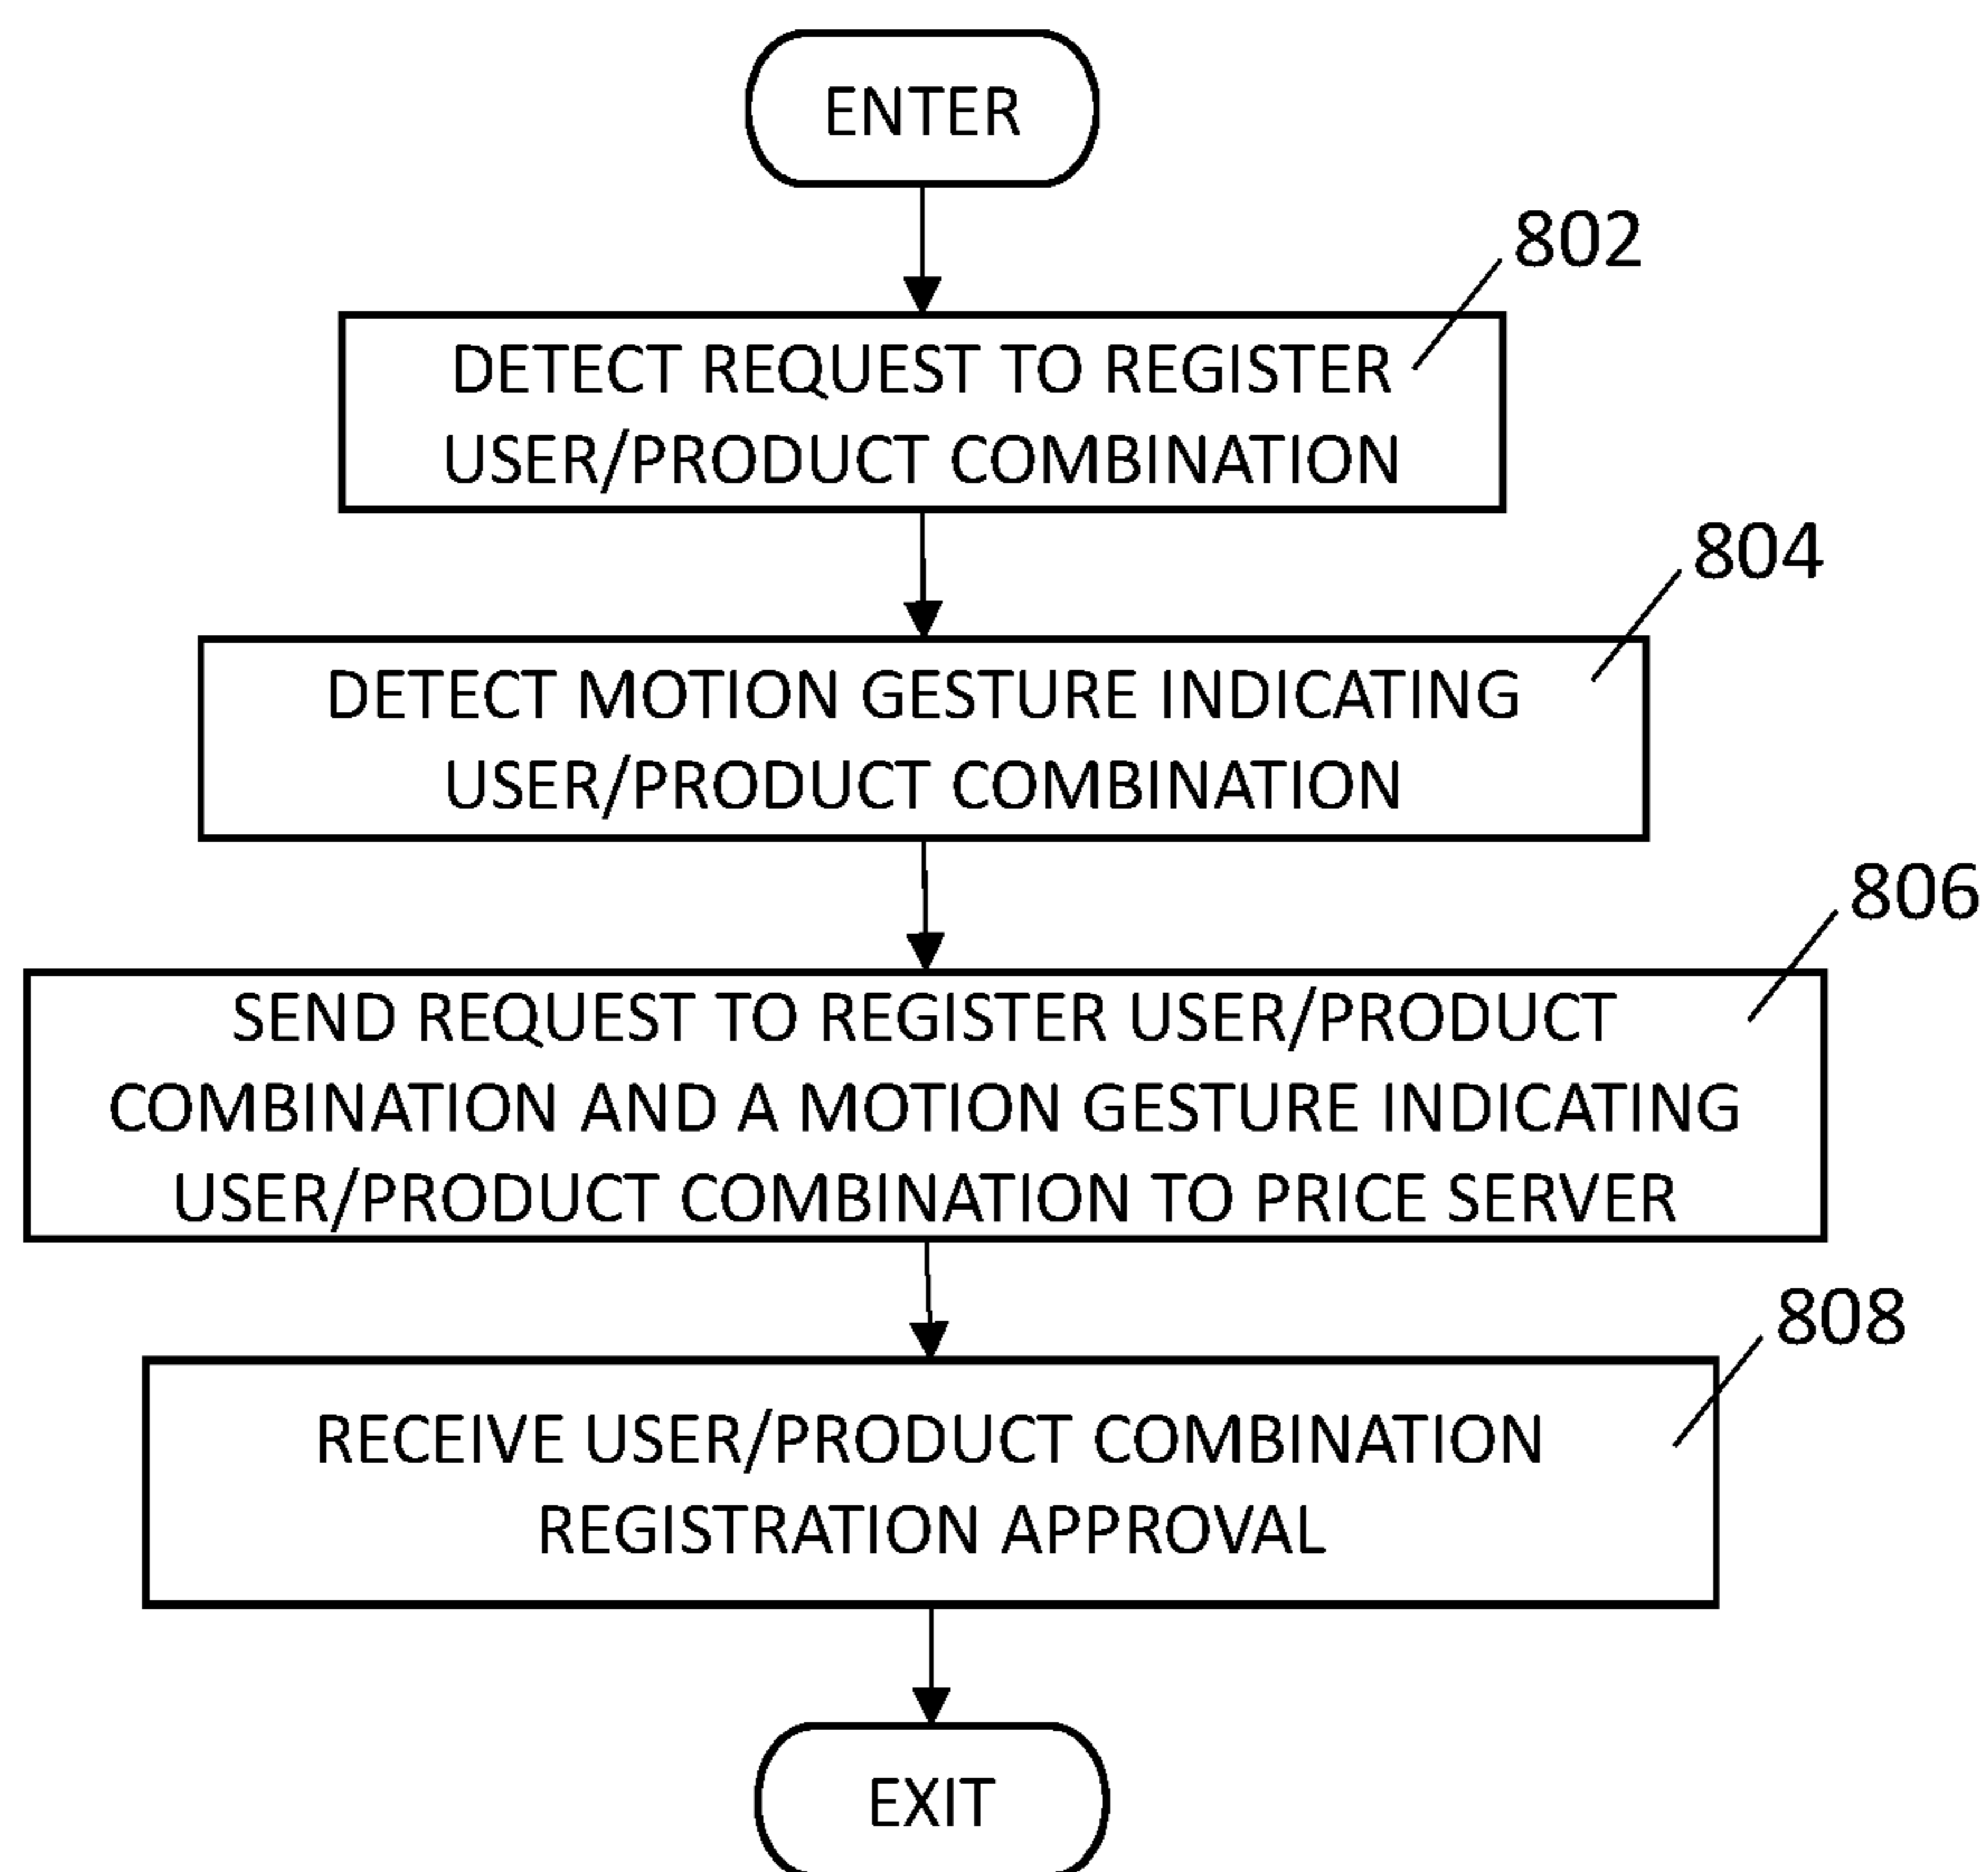 ENTER
802
DETECT REQUEST TO REGISTER
USER/PRODUCT COMBINATION
804
DETECT MOTION GESTURE INDICATING
USER/PRODUCT COMBINATION
806
SEND REQUEST TO REGISTER USER/PRODUCT
COMBINATION AND A MOTION GESTURE INDICATING
USER/PRODUCT COMBINATION TO PRICE SERVER
808
RECEIVE USER/PRODUCT COMBINATION
REGISTRATION APPROVAL
EXIT